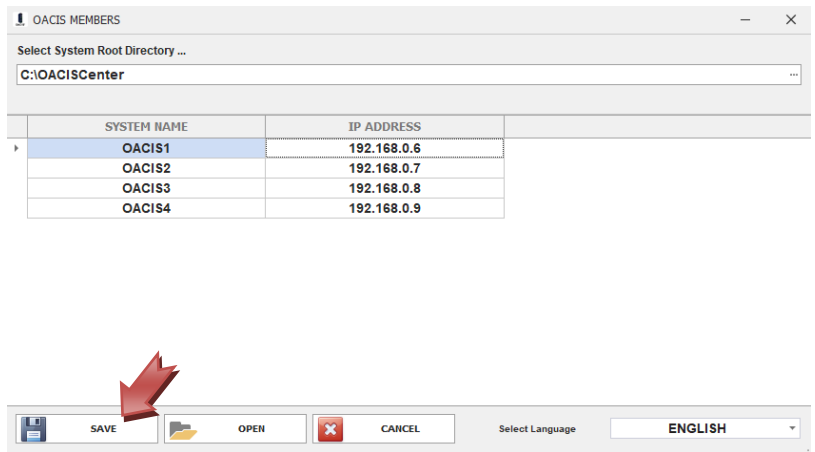 OACIS MEMBERS
Select System Root Directory ...
C:\OACISCenter
...
SYSTEM NAME IP ADDRESS
OACIS1 192.168.0.6
OACIS2 192.168.0.7
OACIS3 192.168.0.8
OACIS4 192.168.0.9
SAVE OPEN CANCEL Select Language ENGLISH